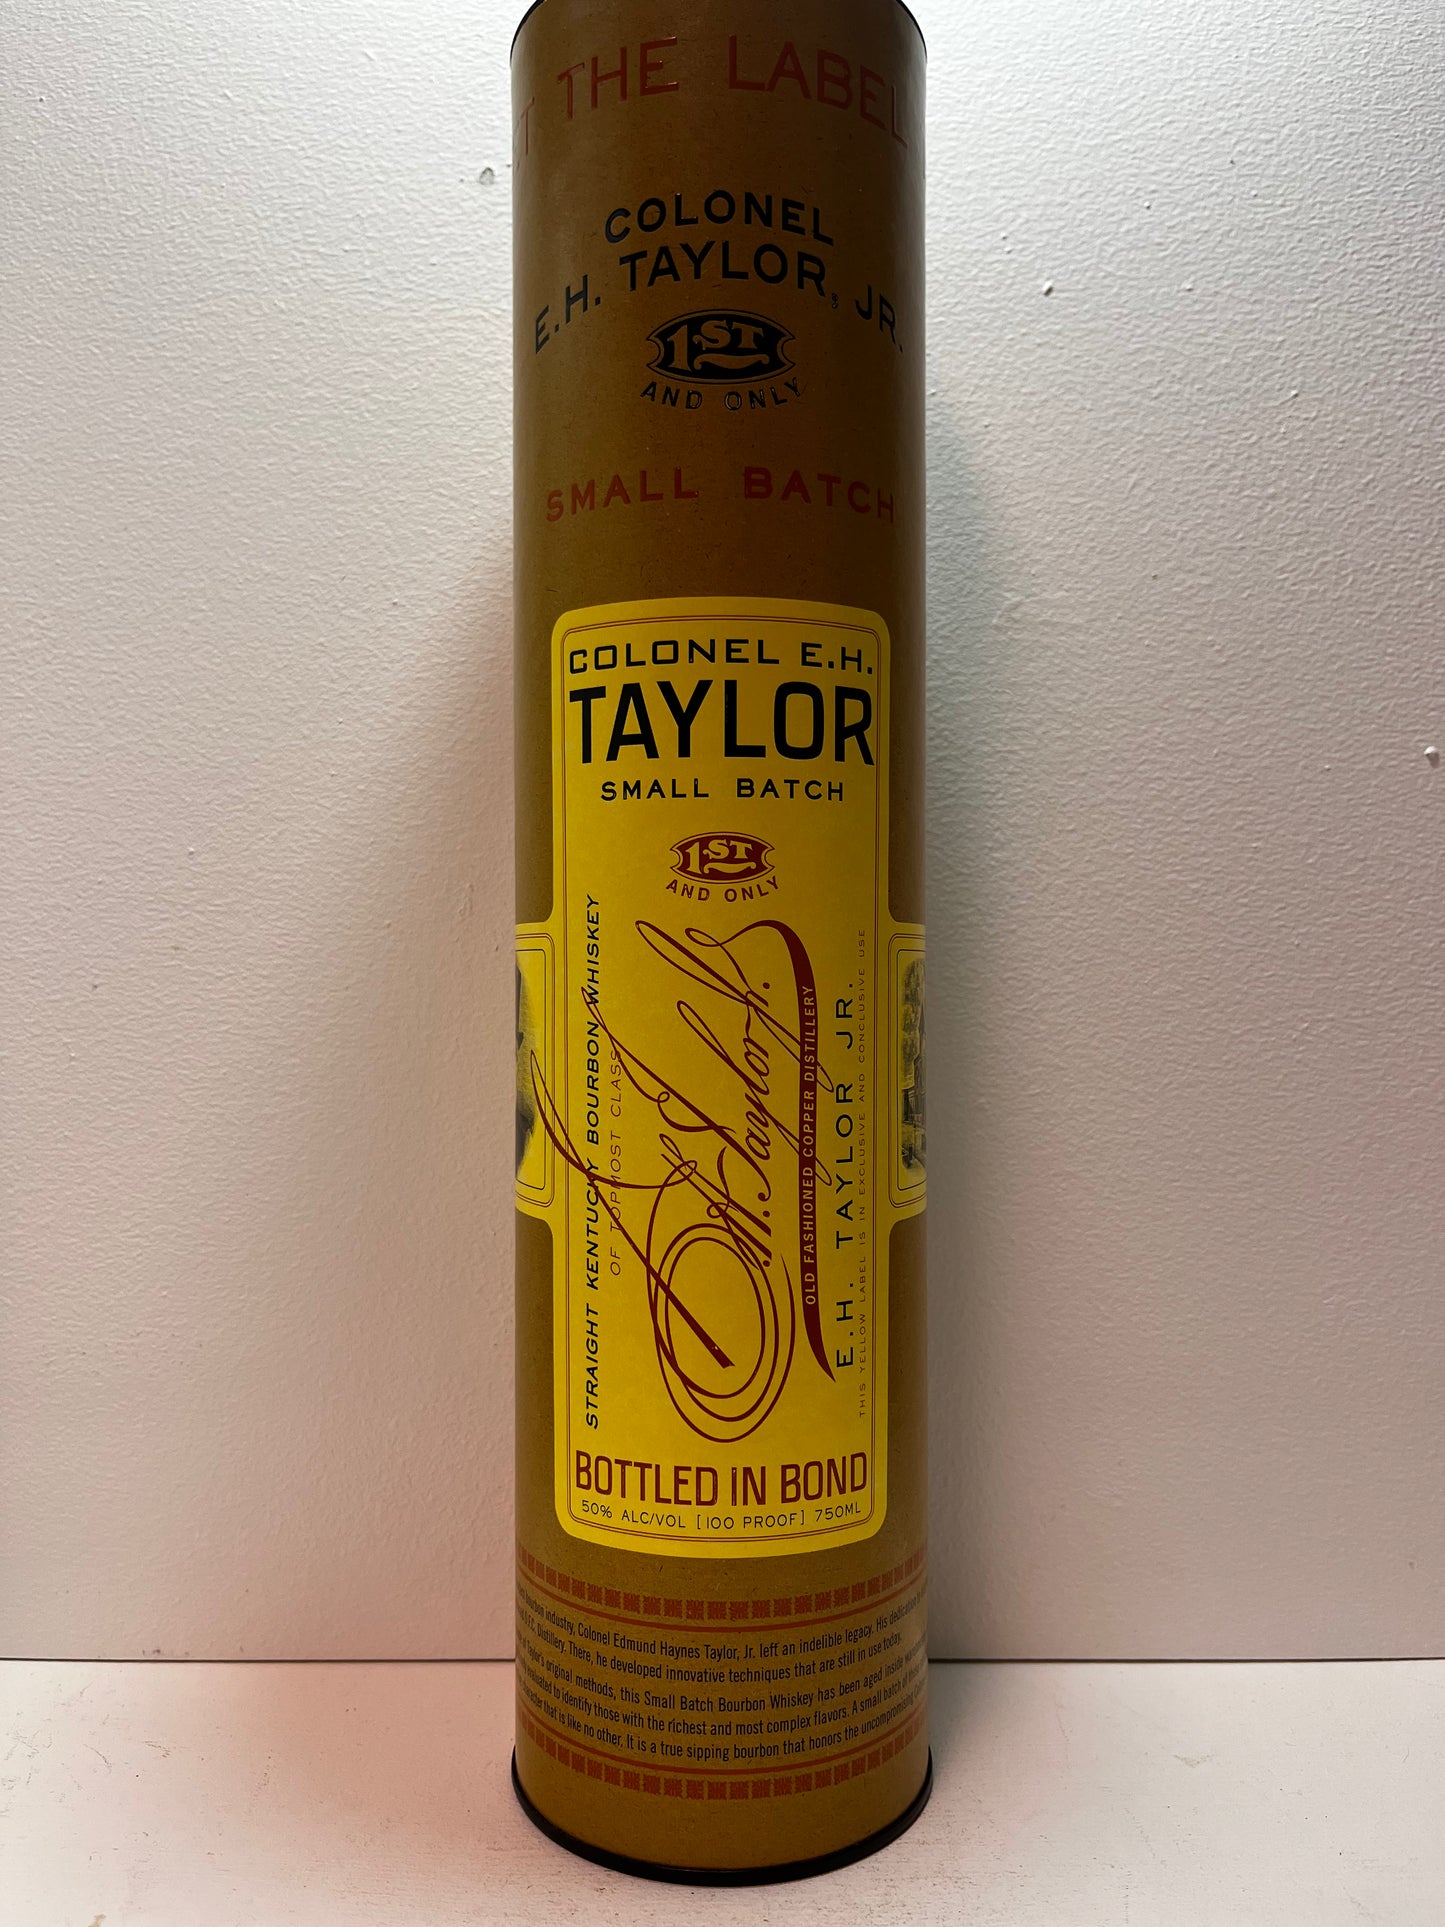 THE LABEL
COLONEL
E.H. TAYLOR, JR.
1ST
AND ONLY
SMALL BATCH
COLONEL E.H.
TAYLOR
SMALL BATCH
1ST
AND ONLY
STRAIGHT KENTUCKY BOURBON WHISKEY
OF TOPMOST CLASS
E.H. Taylor Jr.
OLD FASHIONED COPPER DISTILLERY
E.H. TAYLOR JR.
THIS YELLOW LABEL IS IN EXCLUSIVE AND CONCLUSIVE USE
BOTTLED IN BOND
50% ALC/VOL [100 PROOF] 750ML
bourbon industry, Colonel Edmund Haynes Taylor, Jr. left an indelible legacy. His
O.F.C. Distillery. There, he developed innovative techniques that are still in use today.
of Taylor's original methods, this Small Batch Bourbon Whiskey has been aged inside
evaluated to identify those with the richest and most complex flavors. A small batch of
character that is like no other. It is a true sipping bourbon that honors the uncompromising